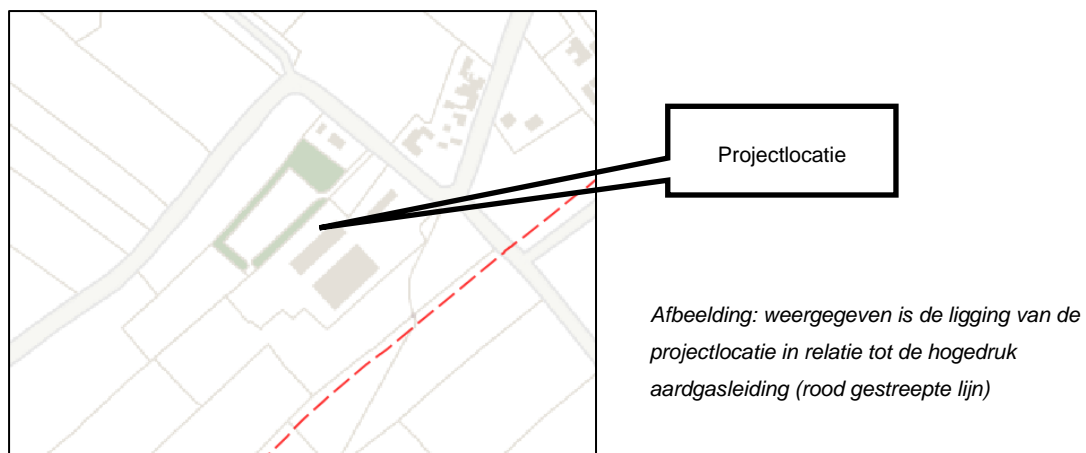 Projectlocatie
Afbeelding: weergegeven is de ligging van de
projectlocatie in relatie tot de hogedruk
aardgasleiding (rood gestreepte lijn)